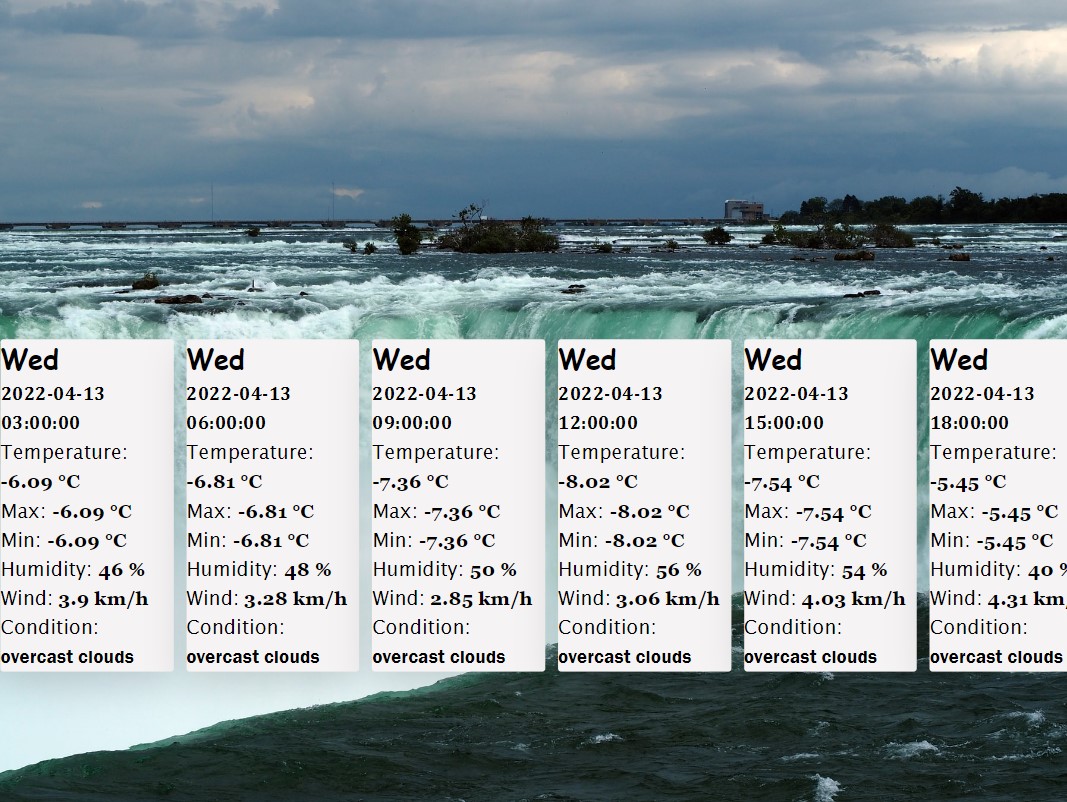 Wed
2022-04-13
03:00:00
Temperature:
-6.09 °C
Max: -6.09 °C
Min: -6.09 °C
Humidity: 46 %
Wind: 3.9 km/h
Condition:
overcast clouds
Wed
2022-04-13
06:00:00
Temperature:
-6.81 °C
Max: -6.81 °C
Min: -6.81 °C
Humidity: 48 %
Wind: 3.28 km/h
Condition:
overcast clouds
Wed
2022-04-13
09:00:00
Temperature:
-7.36 °C
Max: -7.36 °C
Min: -7.36 °C
Humidity: 50 %
Wind: 2.85 km/h
Condition:
overcast clouds
Wed
2022-04-13
12:00:00
Temperature:
-8.02 °C
Max: -8.02 °C
Min: -8.02 °C
Humidity: 56 %
Wind: 3.06 km/h
Condition:
overcast clouds
Wed
2022-04-13
15:00:00
Temperature:
-7.54 °C
Max: -7.54 °C
Min: -7.54 °C
Humidity: 54 %
Wind: 4.03 km/h
Condition:
overcast clouds
Wed
2022-04-13
18:00:00
Temperature:
-5.45 °C
Max: -5.45 °C
Min: -5.45 °C
Humidity: 40 %
Wind: 4.31 km/
Condition:
overcast clouds